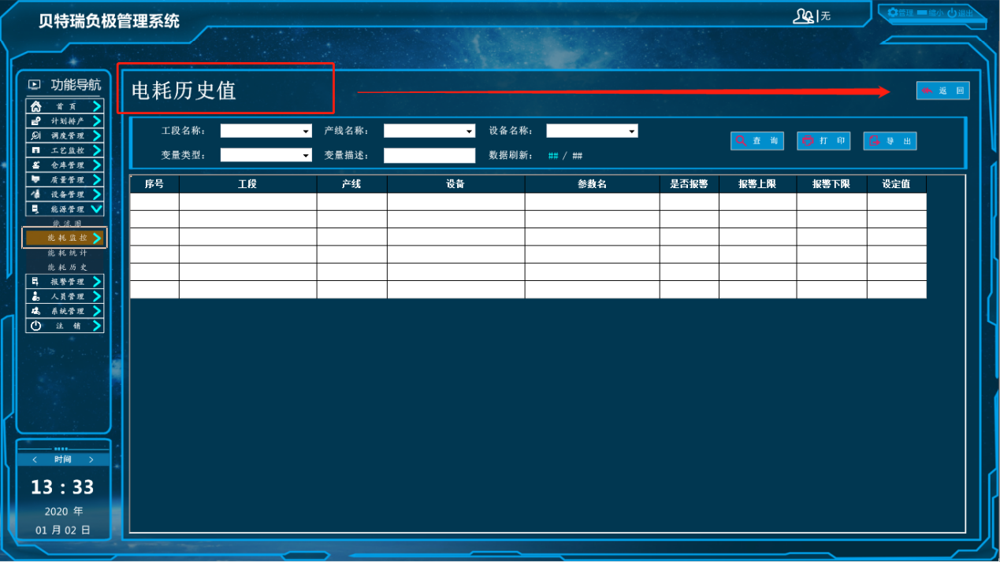 贝特瑞负极管理系统
无
管理 缩小 退出
功能导航
首 页
计划排产
调度管理
工艺监控
仓库管理
质量管理
设备管理
能源管理
能 流 图
能 耗 监 控
能 耗 统 计
能 耗 历 史
报警管理
人员管理
系统管理
注 销
< 时间 >
13 : 33
2020 年
01 月 02 日
电耗历史值
返 回
工段名称： 产线名称： 设备名称：
变量类型： 变量描述： 数据刷新： ## / ##
查 询 打 印 导 出
序号 工段 产线 设备 参数名 是否报警 报警上限 报警下限 设定值